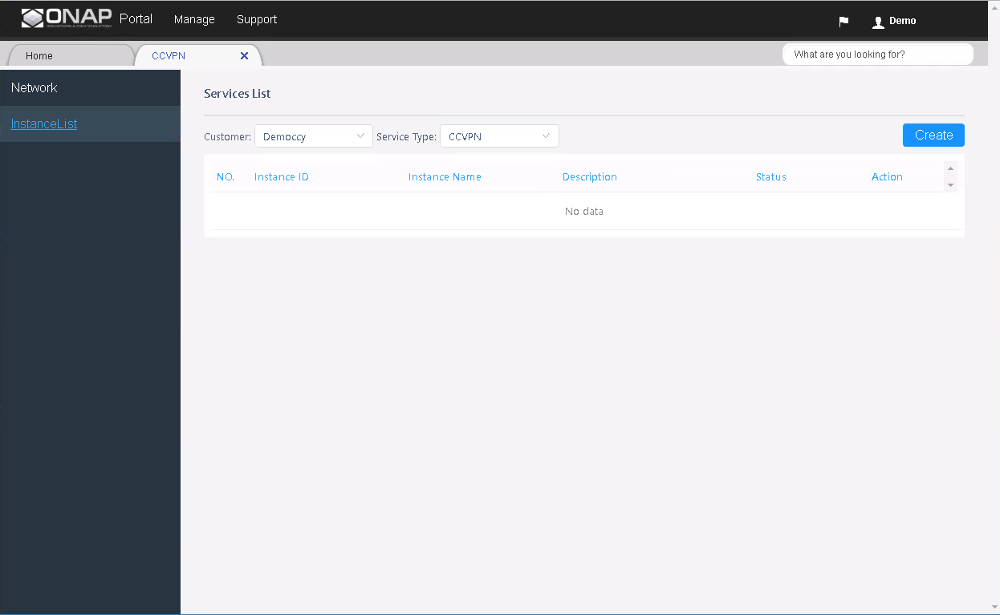 ONAP Portal Manage Support Demo
Home CCVPN What are you looking for?
Network
InstanceList
Services List
Customer: Democcy Service Type: CCVPN Create
NO. Instance ID Instance Name Description Status Action
No data